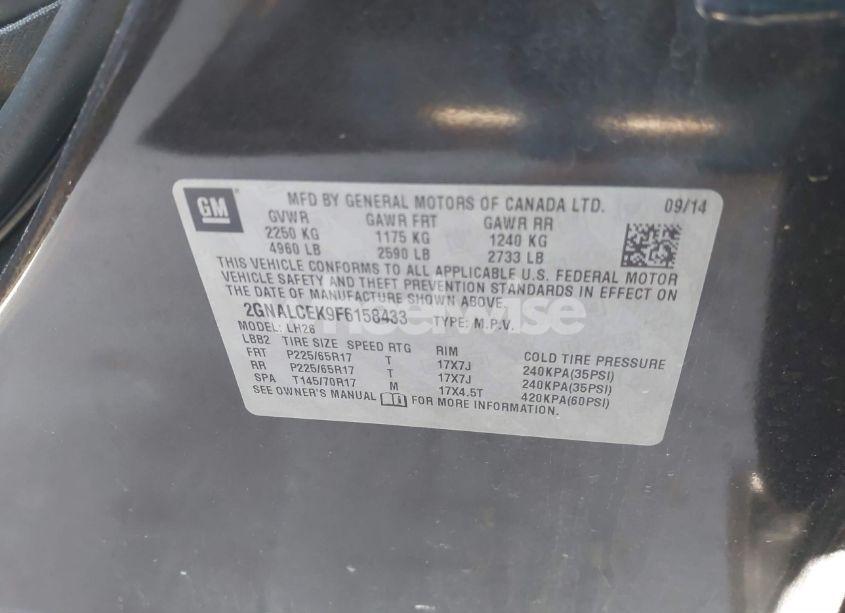 GM
MFD BY GENERAL MOTORS OF CANADA LTD. 09/14
GVWR GAWR FRT GAWR RR
2250 KG 1175 KG 1240 KG
4960 LB 2590 LB 2733 LB
THIS VEHICLE CONFORMS TO ALL APPLICABLE U.S. FEDERAL MOTOR
VEHICLE SAFETY AND THEFT PREVENTION STANDARDS IN EFFECT ON
THE DATE OF MANUFACTURE SHOWN ABOVE.
2GNALCEK9F6158433 TYPE: M.P.V.
MODEL: LH26
LBB2 TIRE SIZE SPEED RTG RIM COLD TIRE PRESSURE
FRT P225/65R17 T 17X7J 240KPA(35PSI)
RR P225/65R17 T 17X7J 240KPA(35PSI)
SPA T145/70R17 M 17X4.5T 420KPA(60PSI)
SEE OWNER'S MANUAL FOR MORE INFORMATION.